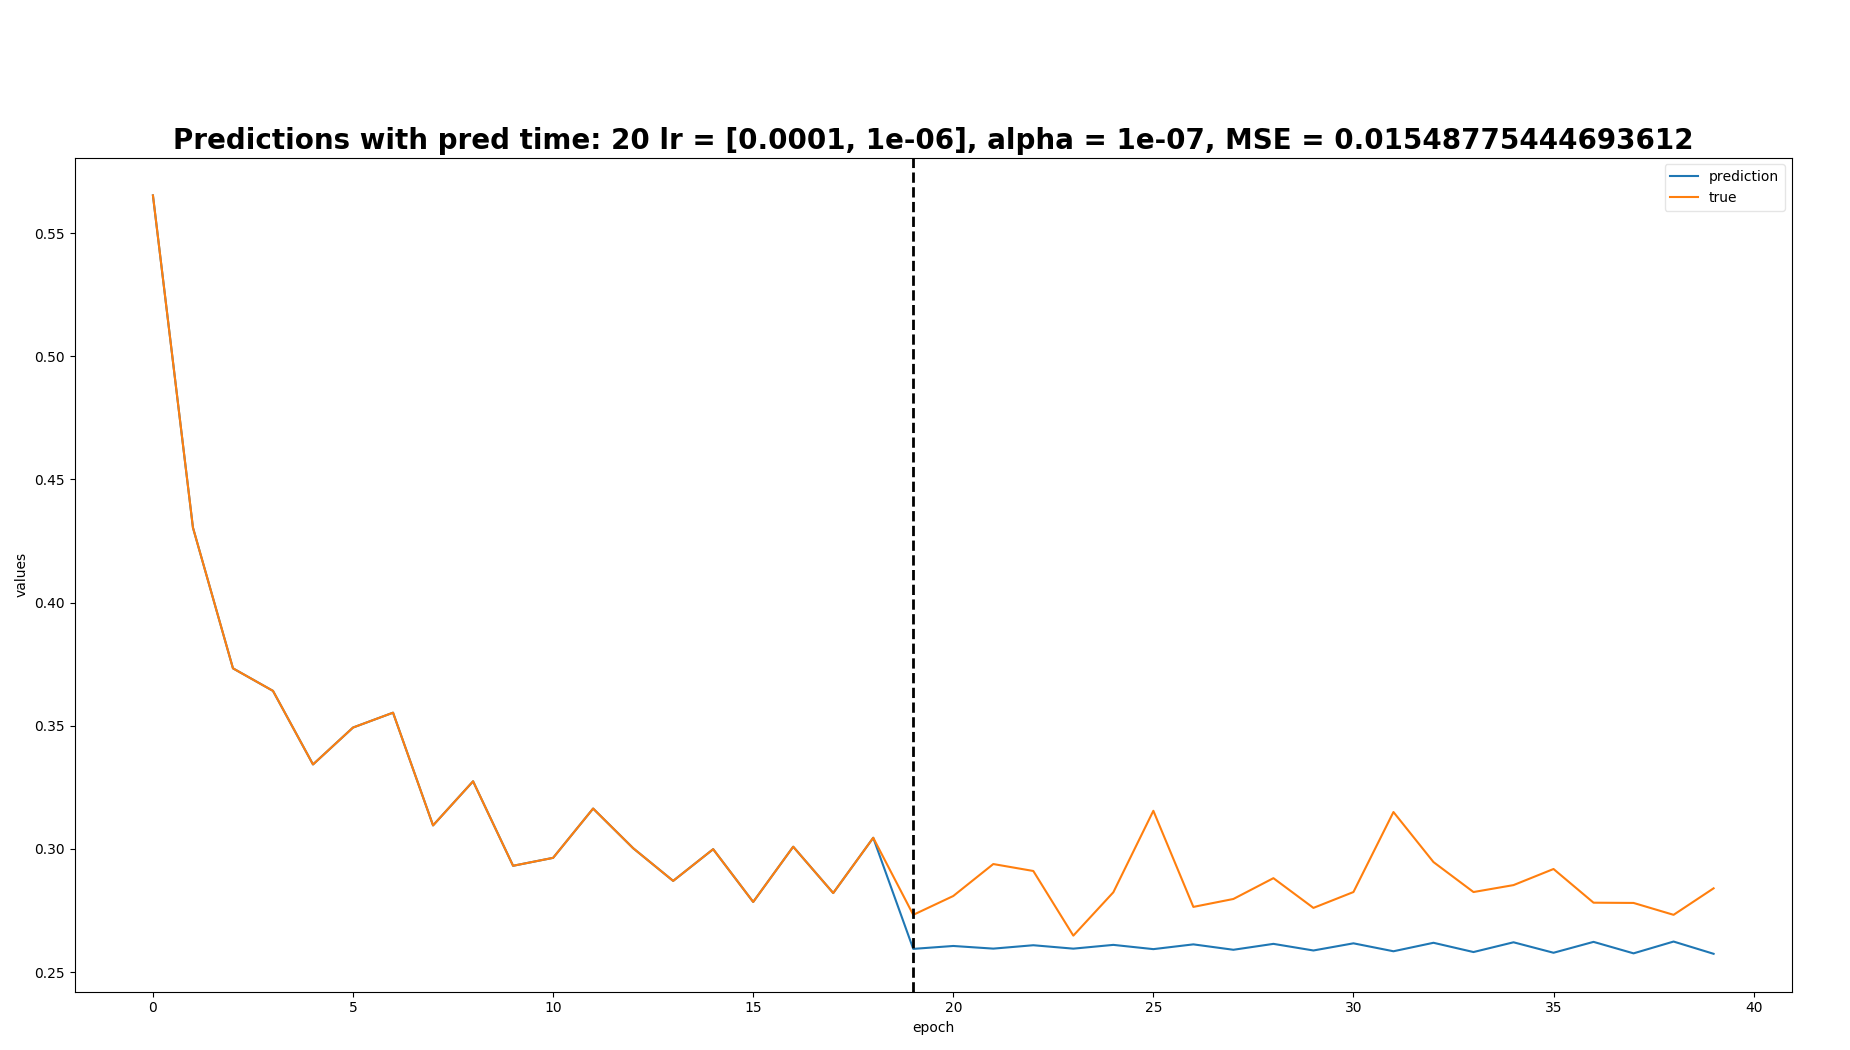 Predictions with pred time: 20 lr = [0.0001, 1e-06], alpha = 1e-07, MSE = 0.01548775444693612
prediction
true
0.55
0.50
0.45
0.40
0.35
0.30
0.25
values
0 5 10 15 20 25 30 35 40
epoch